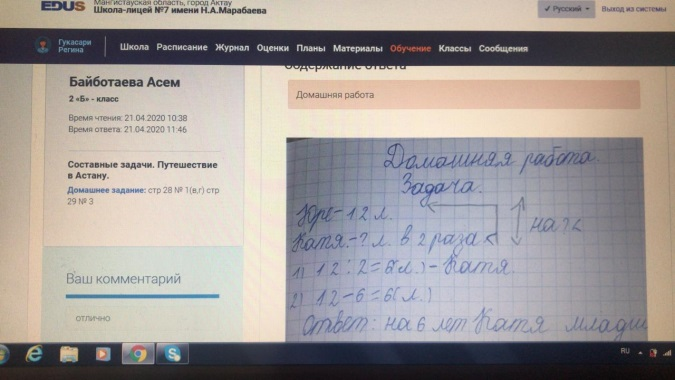 EDUS
Мангистауская область, город Актау
Школа-лицей №7 имени Н.А.Марабаева
Русский
Выход из системы
Гукасари
Регина
Школа Расписание Журнал Оценки Планы Материалы Обучение Классы Сообщения
Байботаева Асем
2 «Б» - класс
Время чтения: 21.04.2020 10:38
Время ответа: 21.04.2020 11:46
Составные задачи. Путешествие
в Астану.
Домашнее задание: стр 28 № 1(в,г) стр
29 № 3
Ваш комментарий
отлично
Содержание ответа
Домашняя работа
Домашняя работа.
Задача.
Юре-12 л.
Катя.-? л. в 2 раза < на ? <
1) 12:2=6(л.)-Катя.
2) 12-6=6(л.)
Ответ: на 6 лет Катя младш
RU